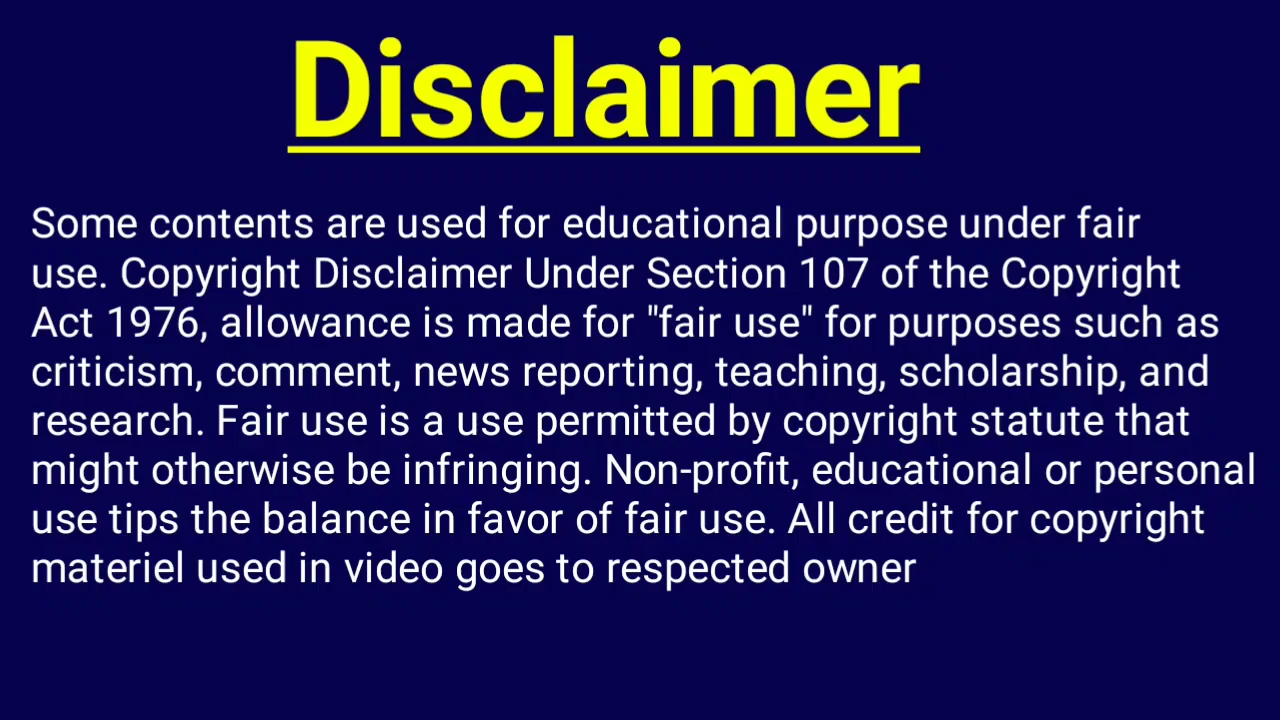 Disclaimer
Some contents are used for educational purpose under fair
use. Copyright Disclaimer Under Section 107 of the Copyright
Act 1976, allowance is made for "fair use" for purposes such as
criticism, comment, news reporting, teaching, scholarship, and
research. Fair use is a use permitted by copyright statute that
might otherwise be infringing. Non-profit, educational or personal
use tips the balance in favor of fair use. All credit for copyright
materiel used in video goes to respected owner